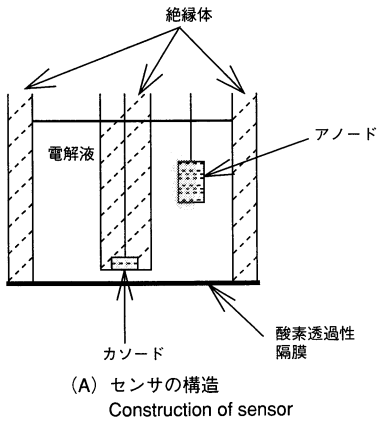 絶縁体
アノード
電解液
カソード
酸素透過性
隔膜
(A) センサの構造
Construction of sensor